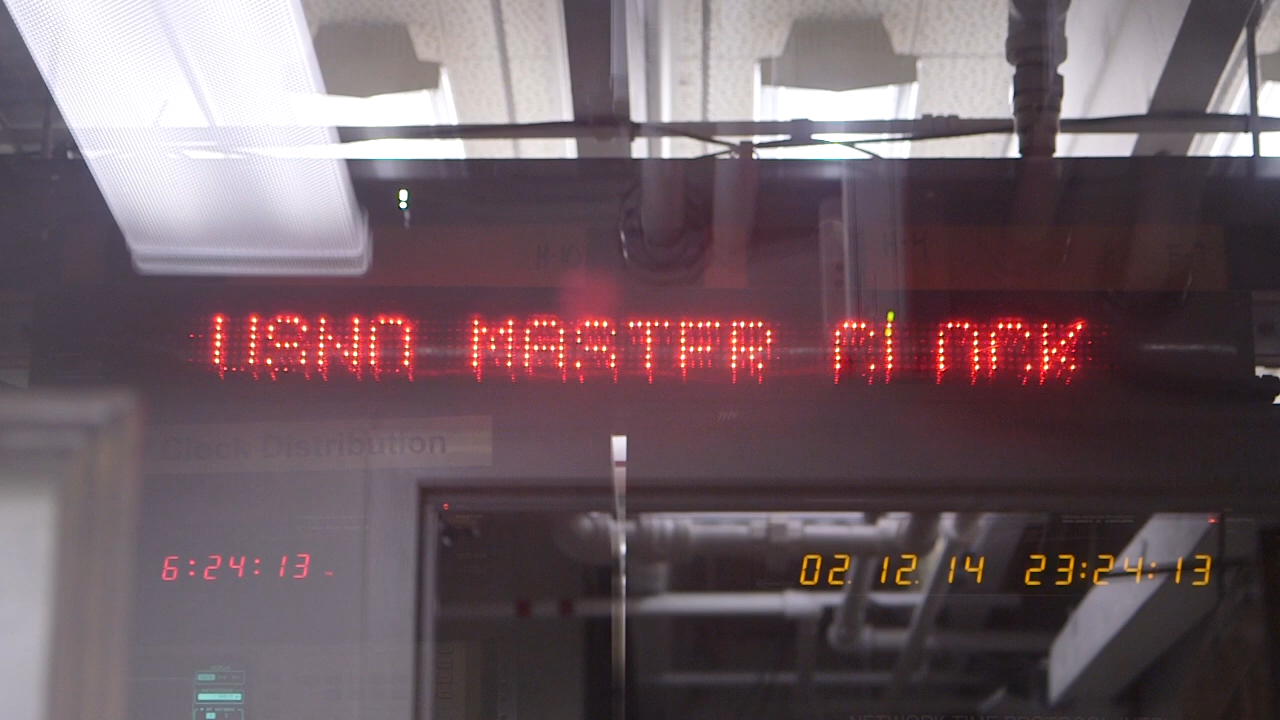 USNO MASTER CLOCK
Clock Distribution
6:24:13
02.12.14 23:24:13